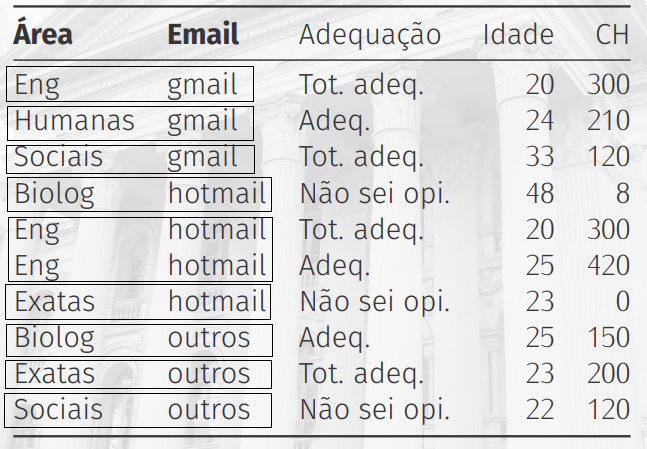 Área Email Adequação Idade CH
Eng gmail Tot. adeq. 20 300
Humanas gmail Adeq. 24 210
Sociais gmail Tot. adeq. 33 120
Biolog hotmail Não sei opi. 48 8
Eng hotmail Tot. adeq. 20 300
Eng hotmail Adeq. 25 420
Exatas hotmail Não sei opi. 23 0
Biolog outros Adeq. 25 150
Exatas outros Tot. adeq. 23 200
Sociais outros Não sei opi. 22 120